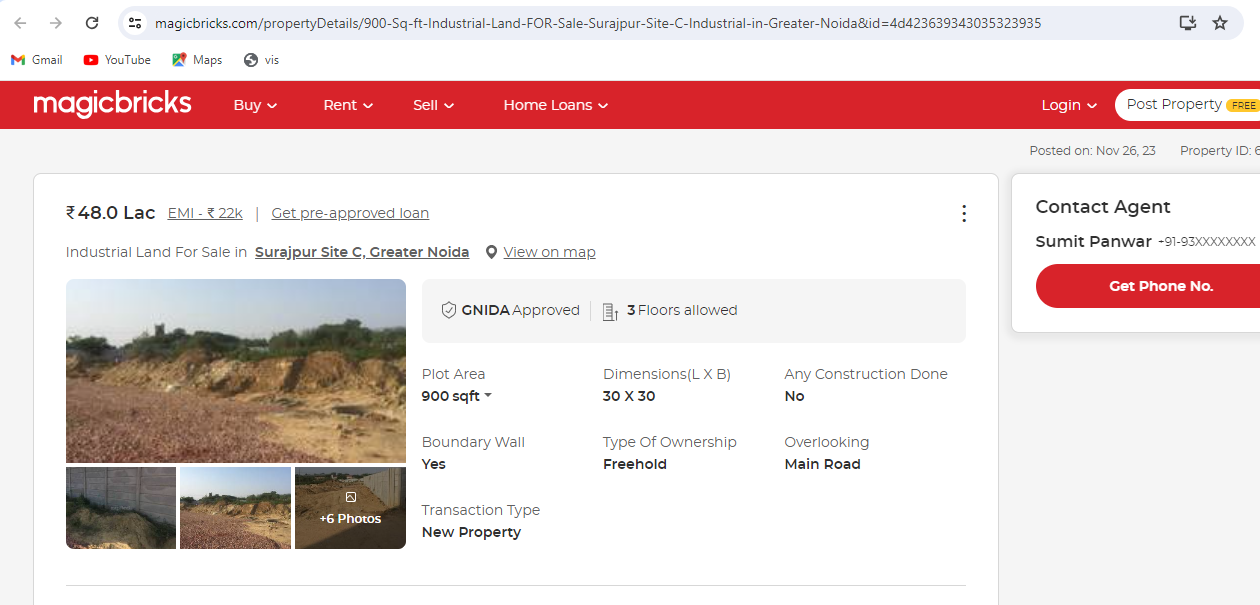 magicbricks.com/propertyDetails/900-Sq-ft-Industrial-Land-FOR-Sale-Surajpur-Site-C-Industrial-in-Greater-Noida&id=4d423639343035323935
Gmail YouTube Maps vis
magicbricks Buy Rent Sell Home Loans Login Post Property FREE
Posted on: Nov 26, 23 Property ID: 6
₹48.0 Lac EMI - ₹ 22k | Get pre-approved loan
Industrial Land For Sale in Surajpur Site C, Greater Noida View on map
GNIDA Approved 3 Floors allowed
Plot Area Dimensions(L X B) Any Construction Done
900 sqft 30 X 30 No
Boundary Wall Type Of Ownership Overlooking
Yes Freehold Main Road
+6 Photos
Transaction Type
New Property
Contact Agent
Sumit Panwar +91-93XXXXXXXX
Get Phone No.